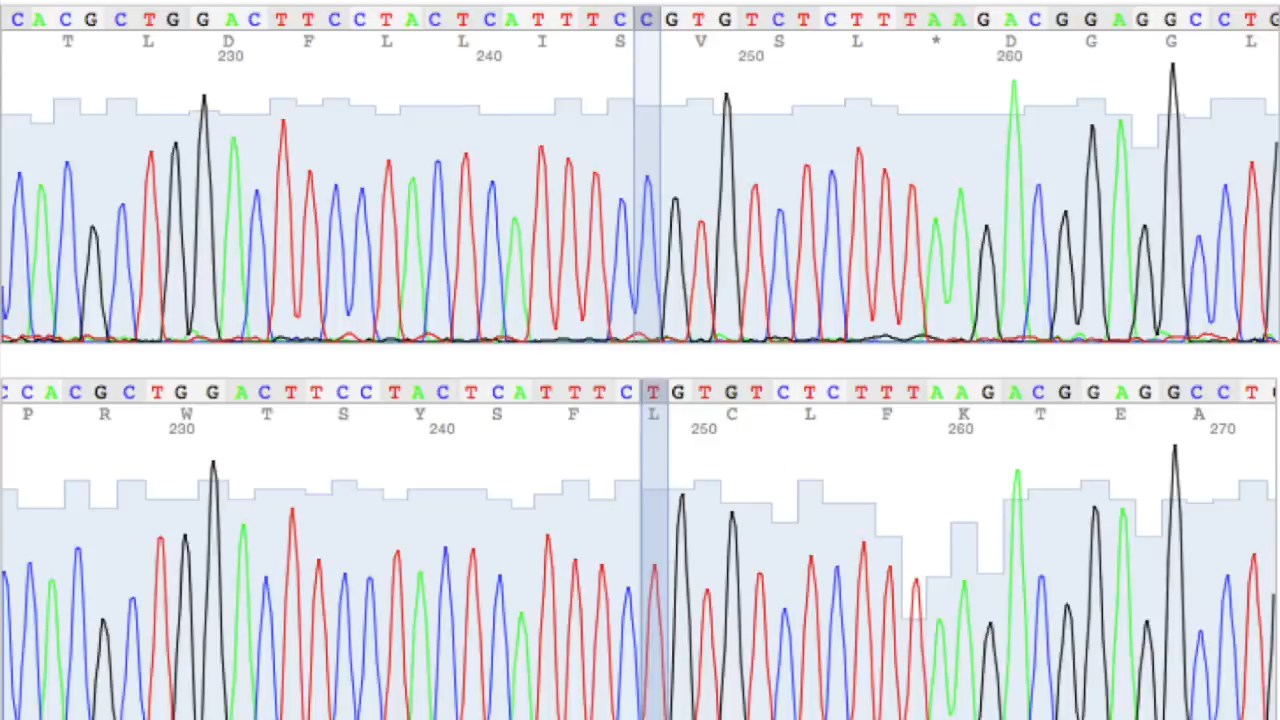 C A C G C T G G A C T T C C T A C T C A T T T C C G T G T C T C T T T A A G A C G G A G G C C T G
T L D F L L I S V S L * D G G L
230 240 250 260
C C A C G C T G G A C T T C C T A C T C A T T T C T G T G T C T C T T T A A G A C G G A G G C C T
P R W T S Y S F L C L F K T E A
230 240 250 260 270